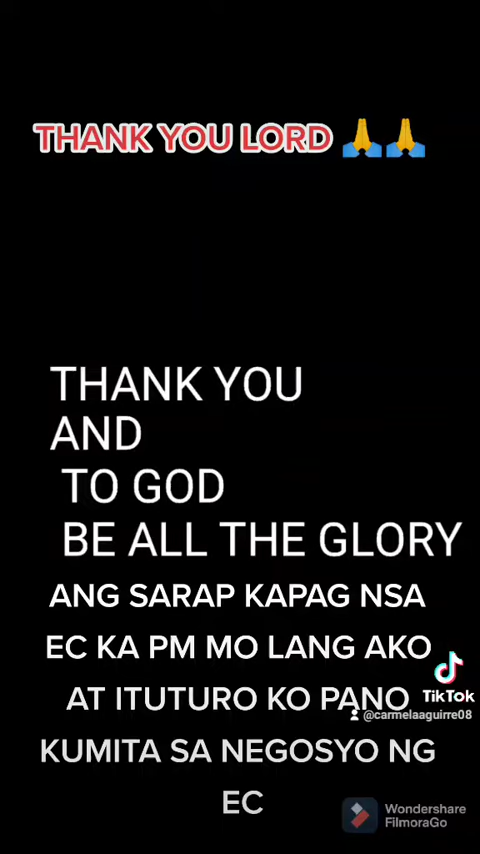 THANK YOU LORD 🙏🙏
THANK YOU
AND
TO GOD
BE ALL THE GLORY
ANG SARAP KAPAG NSA
EC KA PM MO LANG AKO
AT ITUTURO KO PANO
KUMITA SA NEGOSYO NG
EC
TikTok
@carmelaaguirre08
Wondershare
FilmoraGo